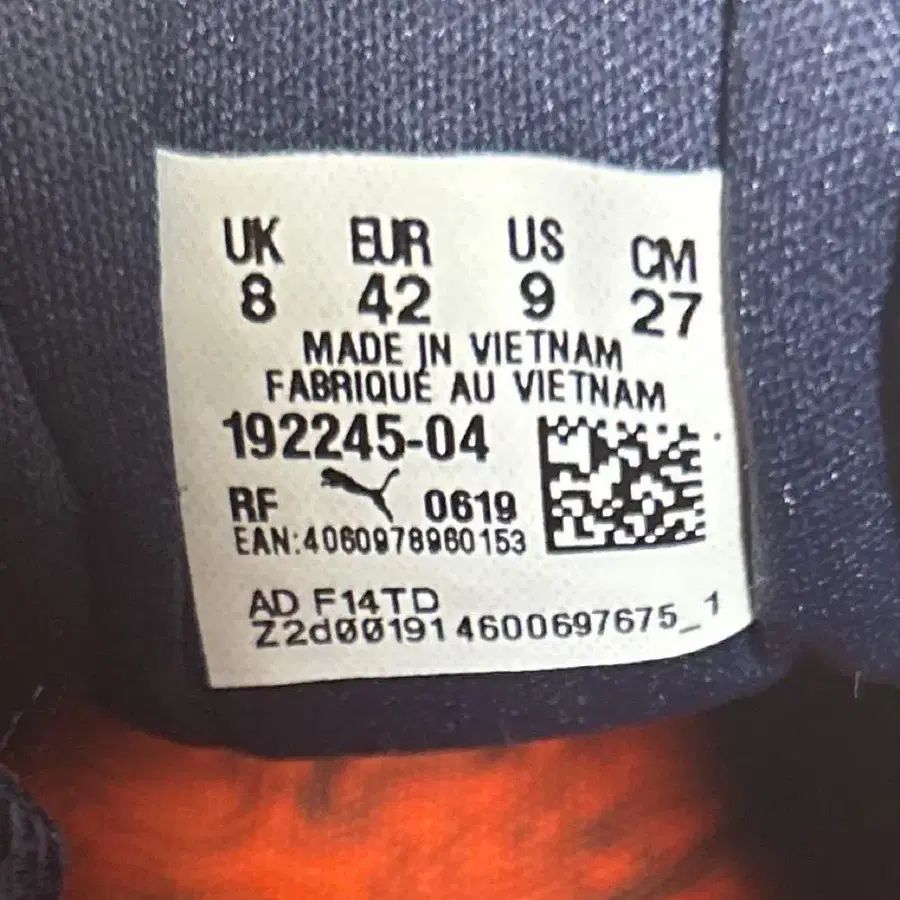 UK EUR US CM
8 42 9 27
MADE IN VIETNAM
FABRIQUÉ AU VIETNAM
192245-04
RF 0619
EAN:4060978960153
AD F14TD
Z2d00191 4600697675_1